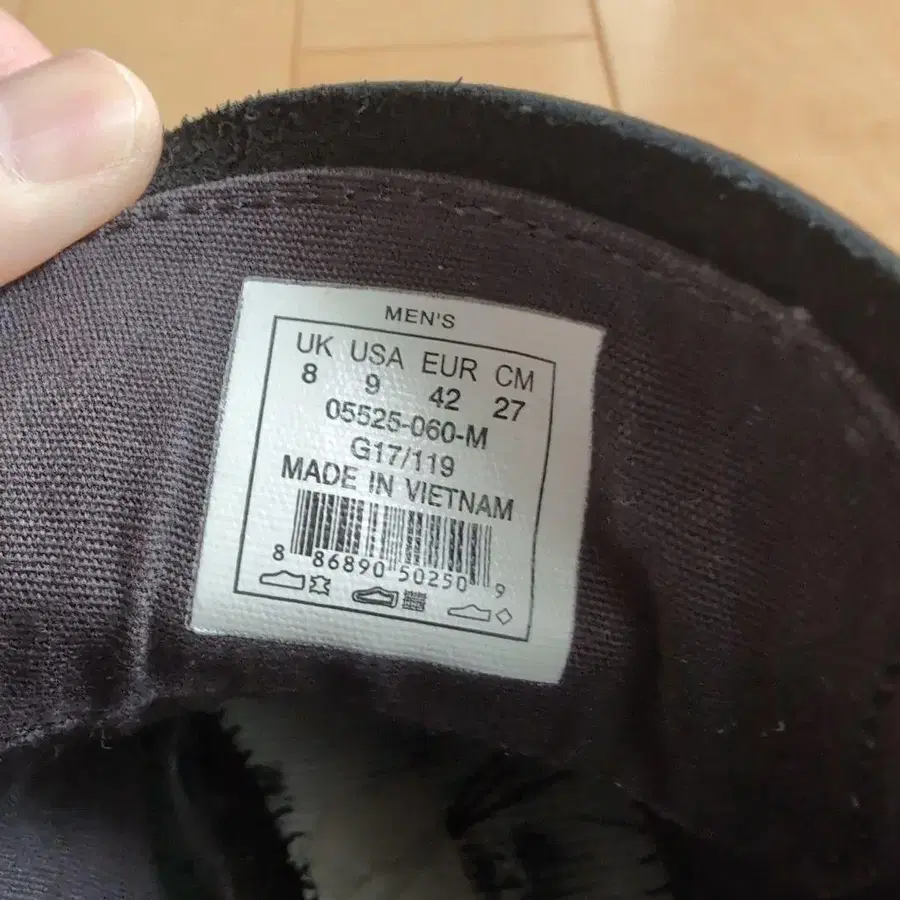 MEN'S
UK USA EUR CM
8 9 42 27
05525-060-M
G17/119
MADE IN VIETNAM
8 86890 50250 9